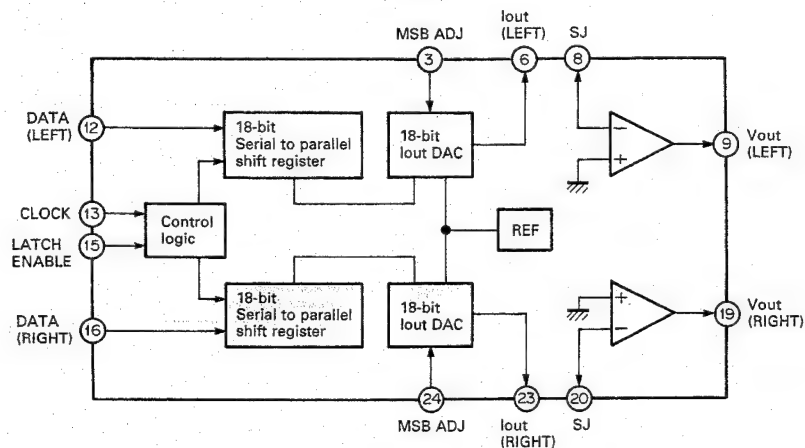 MSB ADJ
Iout
(LEFT)
SJ
3
6
8
DATA
(LEFT)
12
18-bit
Serial to parallel
shift register
18-bit
Iout DAC
−
+
9
Vout
(LEFT)
CLOCK
13
LATCH
ENABLE
15
Control
logic
REF
DATA
(RIGHT)
16
18-bit
Serial to parallel
shift register
18-bit
Iout DAC
+
−
19
Vout
(RIGHT)
24
23
20
MSB ADJ
Iout
(RIGHT)
SJ